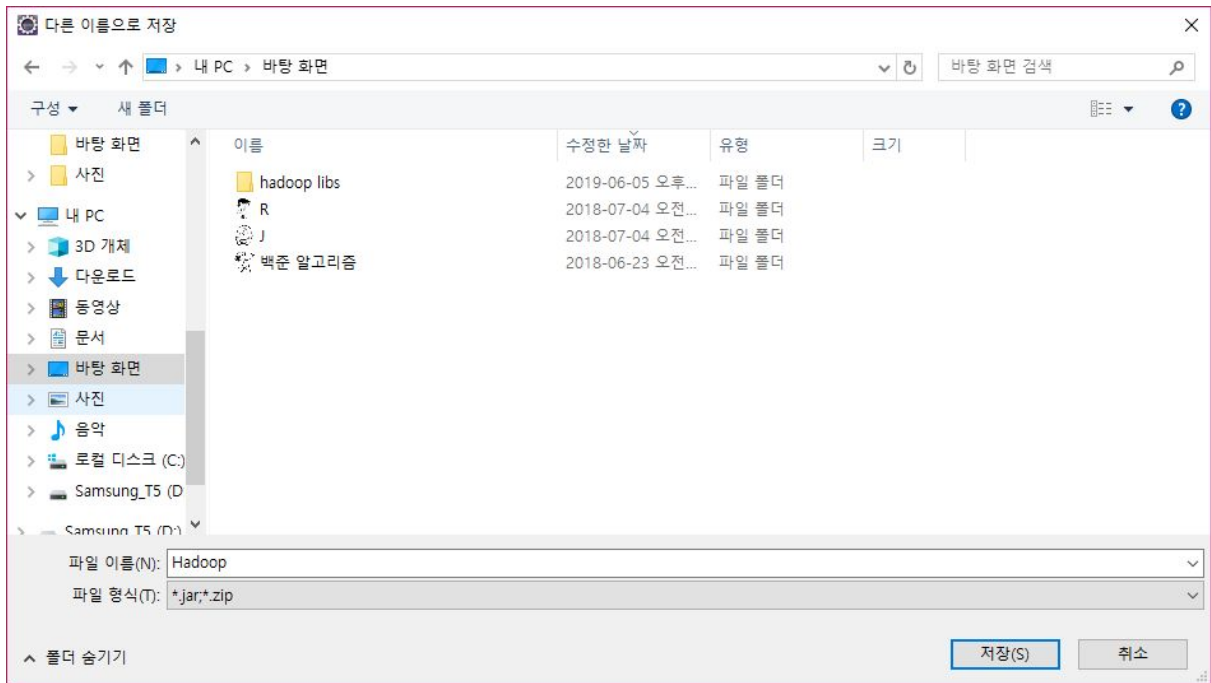 다른 이름으로 저장
내 PC > 바탕 화면
바탕 화면 검색
구성
새 폴더
이름
수정한 날짜
유형
크기
바탕 화면
사진
내 PC
3D 개체
다운로드
동영상
문서
바탕 화면
사진
음악
로컬 디스크 (C:)
Samsung_T5 (D
Samsung_T5 (D:)
hadoop libs 2019-06-05 오후... 파일 폴더
R 2018-07-04 오전... 파일 폴더
J 2018-07-04 오전... 파일 폴더
백준 알고리즘 2018-06-23 오전... 파일 폴더
파일 이름(N): Hadoop
파일 형식(T): *.jar;*.zip
폴더 숨기기
저장(S)
취소